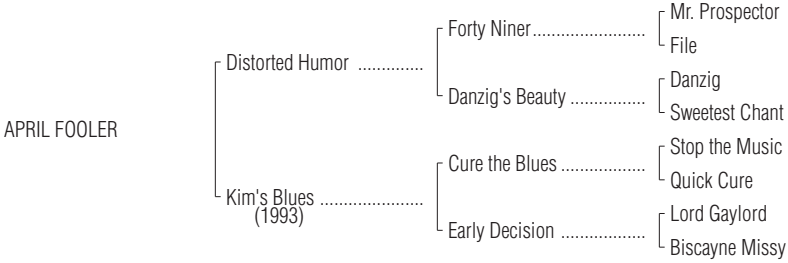 Mr. Prospector
Forty Niner........................
File
Distorted Humor ..............
Danzig
Danzig's Beauty ................
Sweetest Chant
APRIL FOOLER
Stop the Music
Cure the Blues ..................
Quick Cure
Kim's Blues ......................
(1993)
Lord Gaylord
Early Decision ..................
Biscayne Missy